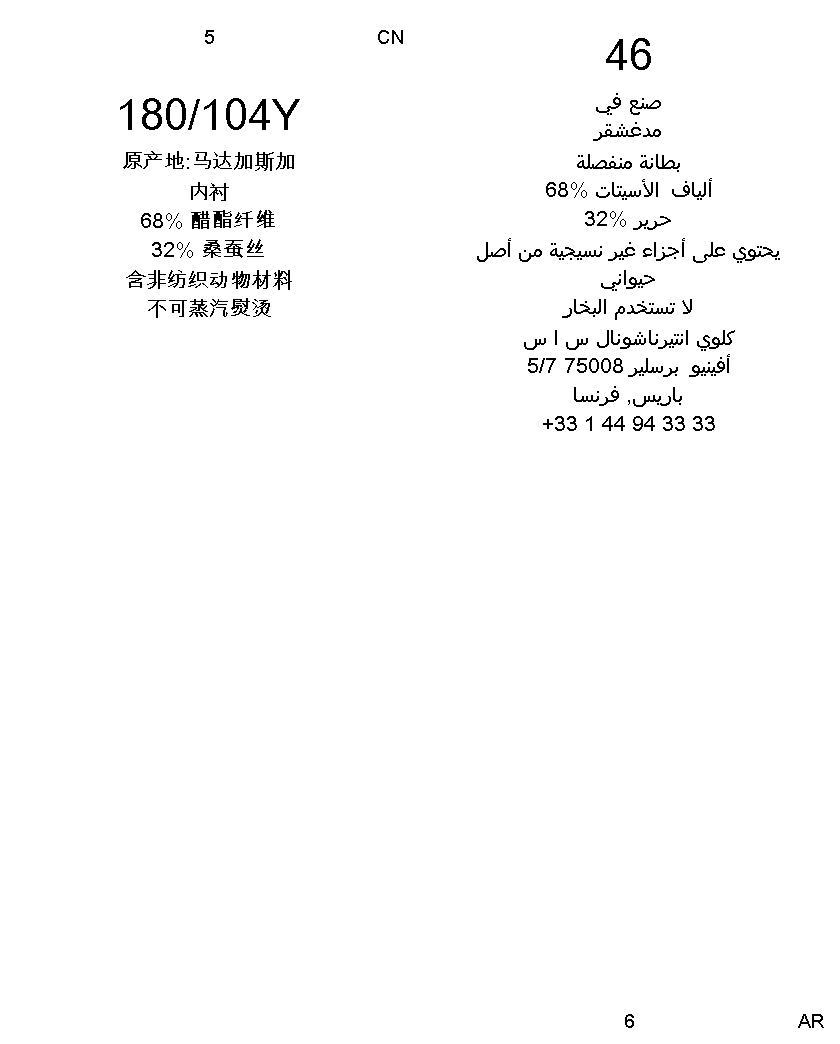 5
CN
180/104Y
原产地:马达加斯加
内衬
68% 醋酯纤维
32% 桑蚕丝
含非纺织动物材料
不可蒸汽熨烫
46
صنع في
مدغشقر
بطانة منفصلة
ألياف الأسيتات 68%
حرير 32%
يحتوي على أجزاء غير نسيجية من أصل
حيواني
لا تستخدم البخار
كلوي انتيرناشونال س ا س
أفينيو برسلير 75008 5/7
باريس, فرنسا
+33 1 44 94 33 33
6
AR